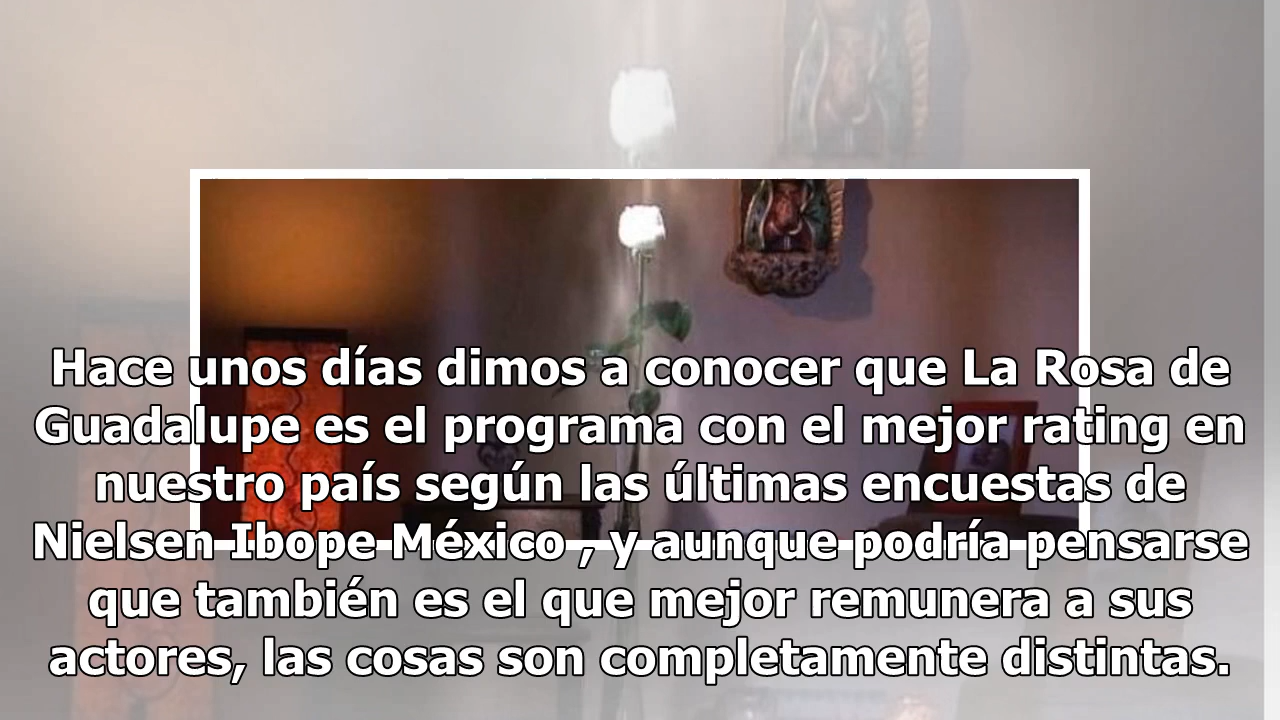 Hace unos días dimos a conocer que La Rosa de
Guadalupe es el programa con el mejor rating en
nuestro país según las últimas encuestas de
Nielsen Ibope México , y aunque podría pensarse
que también es el que mejor remunera a sus
actores, las cosas son completamente distintas.